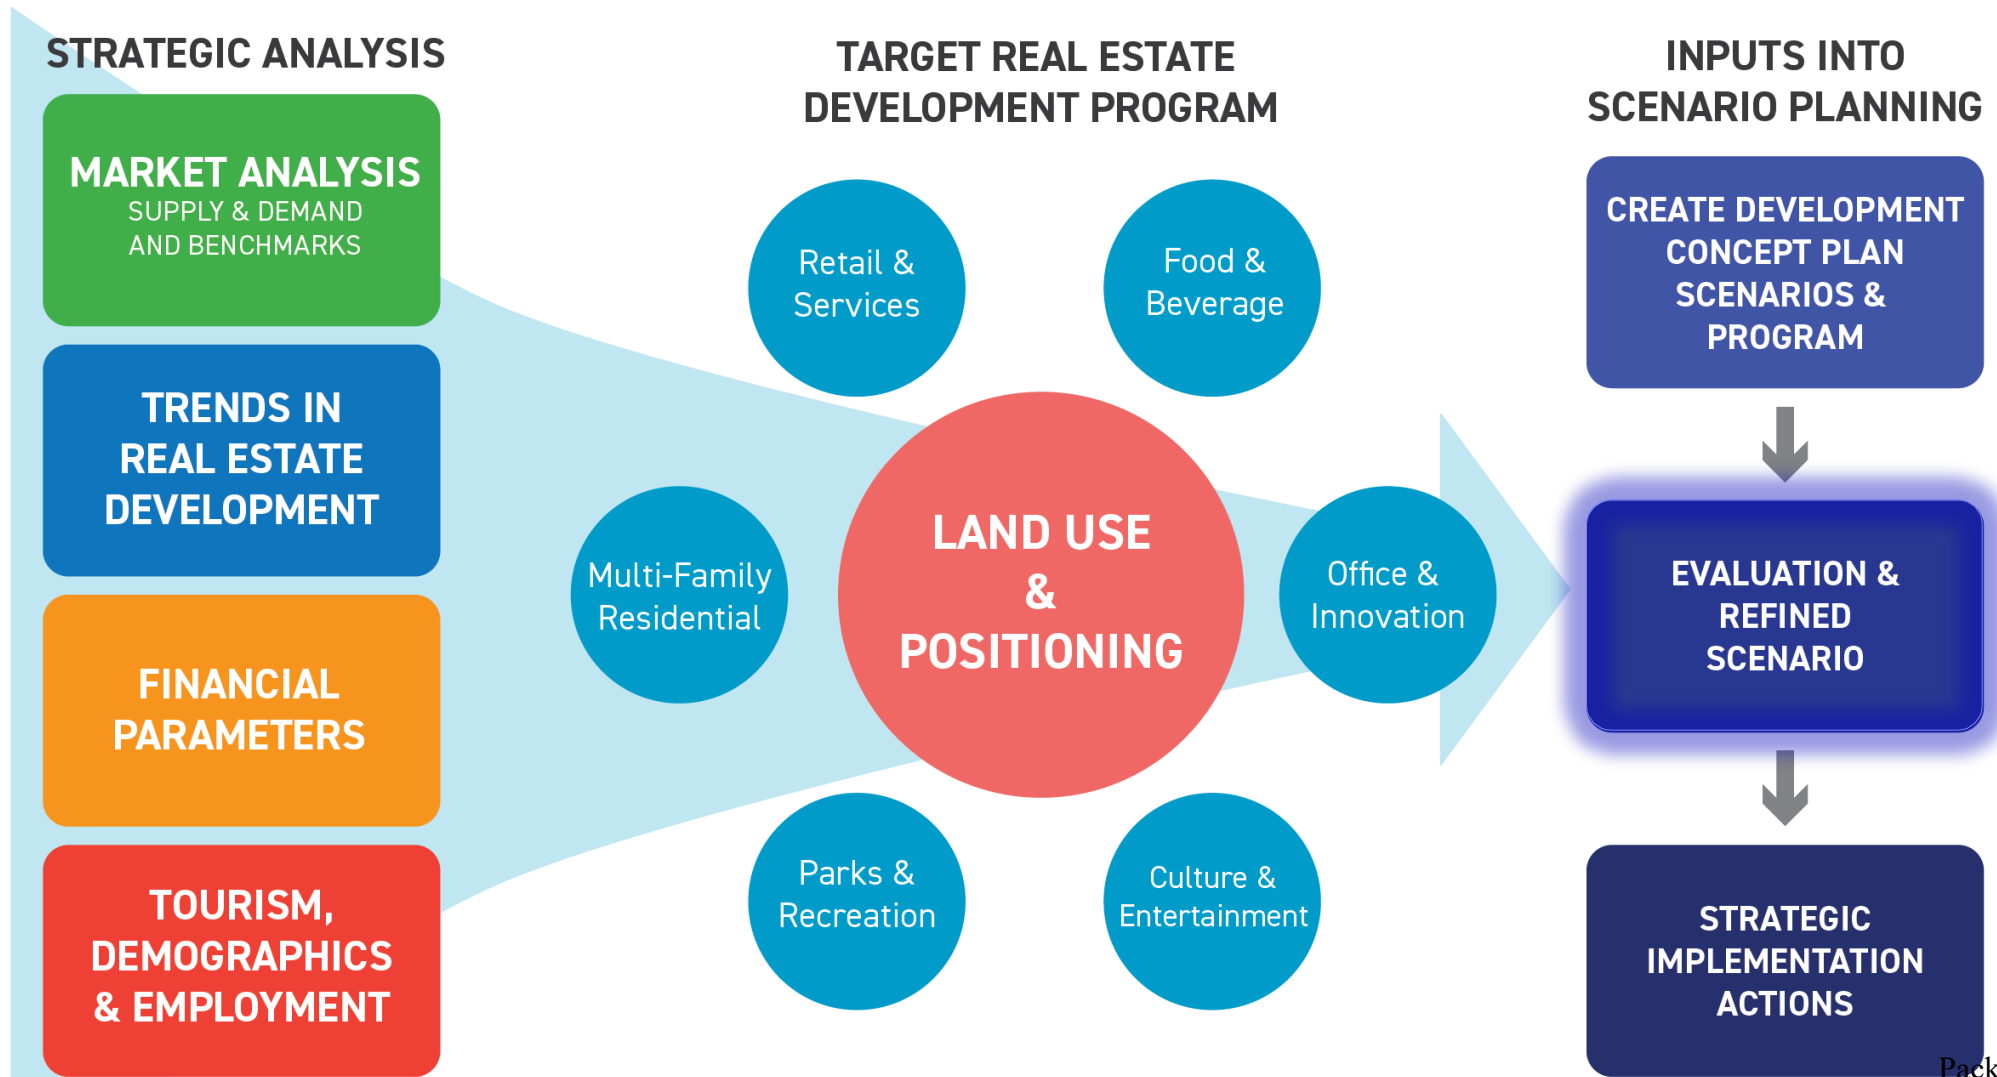 STRATEGIC ANALYSIS
MARKET ANALYSIS
SUPPLY & DEMAND
AND BENCHMARKS
TRENDS IN
REAL ESTATE
DEVELOPMENT
FINANCIAL
PARAMETERS
TOURISM,
DEMOGRAPHICS
& EMPLOYMENT
TARGET REAL ESTATE
DEVELOPMENT PROGRAM
Retail &
Services
Food &
Beverage
Multi-Family
Residential
LAND USE
&
POSITIONING
Office &
Innovation
Parks &
Recreation
Culture &
Entertainment
INPUTS INTO
SCENARIO PLANNING
CREATE DEVELOPMENT
CONCEPT PLAN
SCENARIOS &
PROGRAM
EVALUATION &
REFINED
SCENARIO
STRATEGIC
IMPLEMENTATION
ACTIONS
Pack